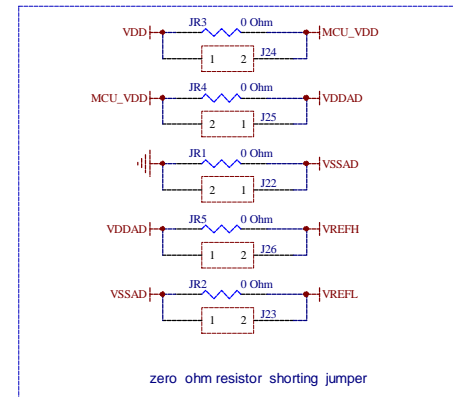 JR3 0 Ohm
VDD MCU_VDD
1 2 J24
JR4 0 Ohm
MCU_VDD VDDAD
2 1 J25
JR1 0 Ohm
VSSAD
2 1 J22
JR5 0 Ohm
VDDAD VREFH
1 2 J26
JR2 0 Ohm
VSSAD VREFL
1 2 J23
zero ohm resistor shorting jumper